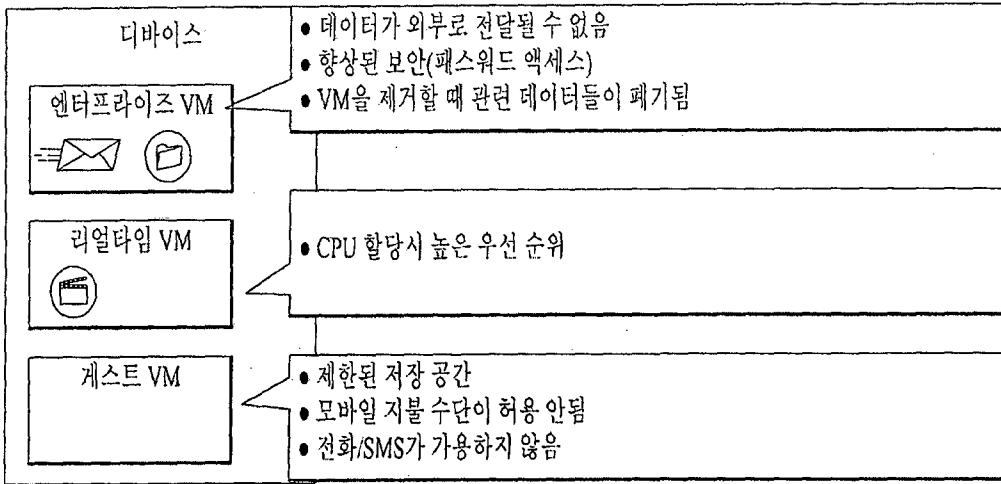 디바이스
엔터프라이즈 VM
● 데이터가 외부로 전달될 수 없음
● 향상된 보안(패스워드 액세스)
● VM을 제거할 때 관련 데이터들이 폐기됨
리얼타임 VM
● CPU 할당시 높은 우선 순위
게스트 VM
● 제한된 저장 공간
● 모바일 지불 수단이 허용 안됨
● 전화/SMS가 가용하지 않음